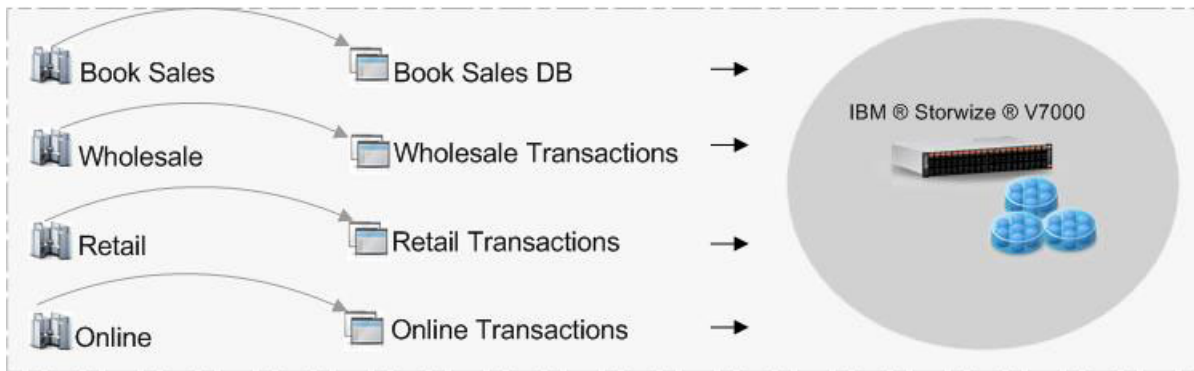 Book Sales
Book Sales DB
IBM ® Storwize ® V7000
Wholesale
Wholesale Transactions
Retail
Retail Transactions
Online
Online Transactions